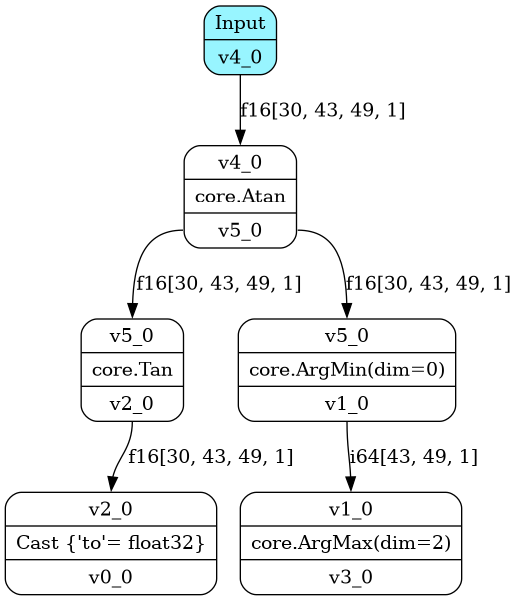 Input
v4_0
f16[30, 43, 49, 1]
v4_0
core.Atan
v5_0
f16[30, 43, 49, 1]
f16[30, 43, 49, 1]
v5_0
core.Tan
v2_0
v5_0
core.ArgMin(dim=0)
v1_0
f16[30, 43, 49, 1]
i64[43, 49, 1]
v2_0
Cast {'to'= float32}
v0_0
v1_0
core.ArgMax(dim=2)
v3_0